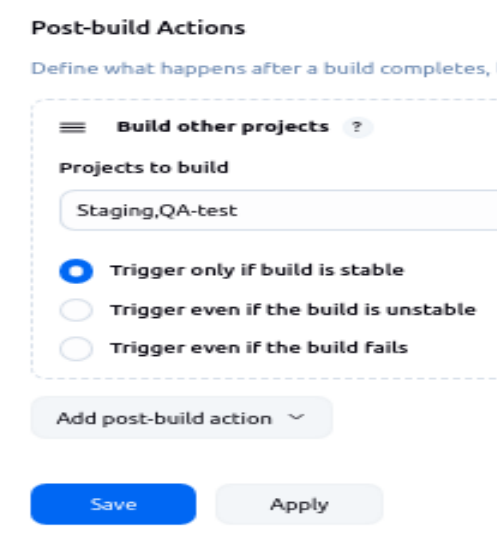 Post-build Actions
Define what happens after a build completes,
Build other projects ?
Projects to build
Staging,QA-test
Trigger only if build is stable
Trigger even if the build is unstable
Trigger even if the build fails
Add post-build action
Save Apply